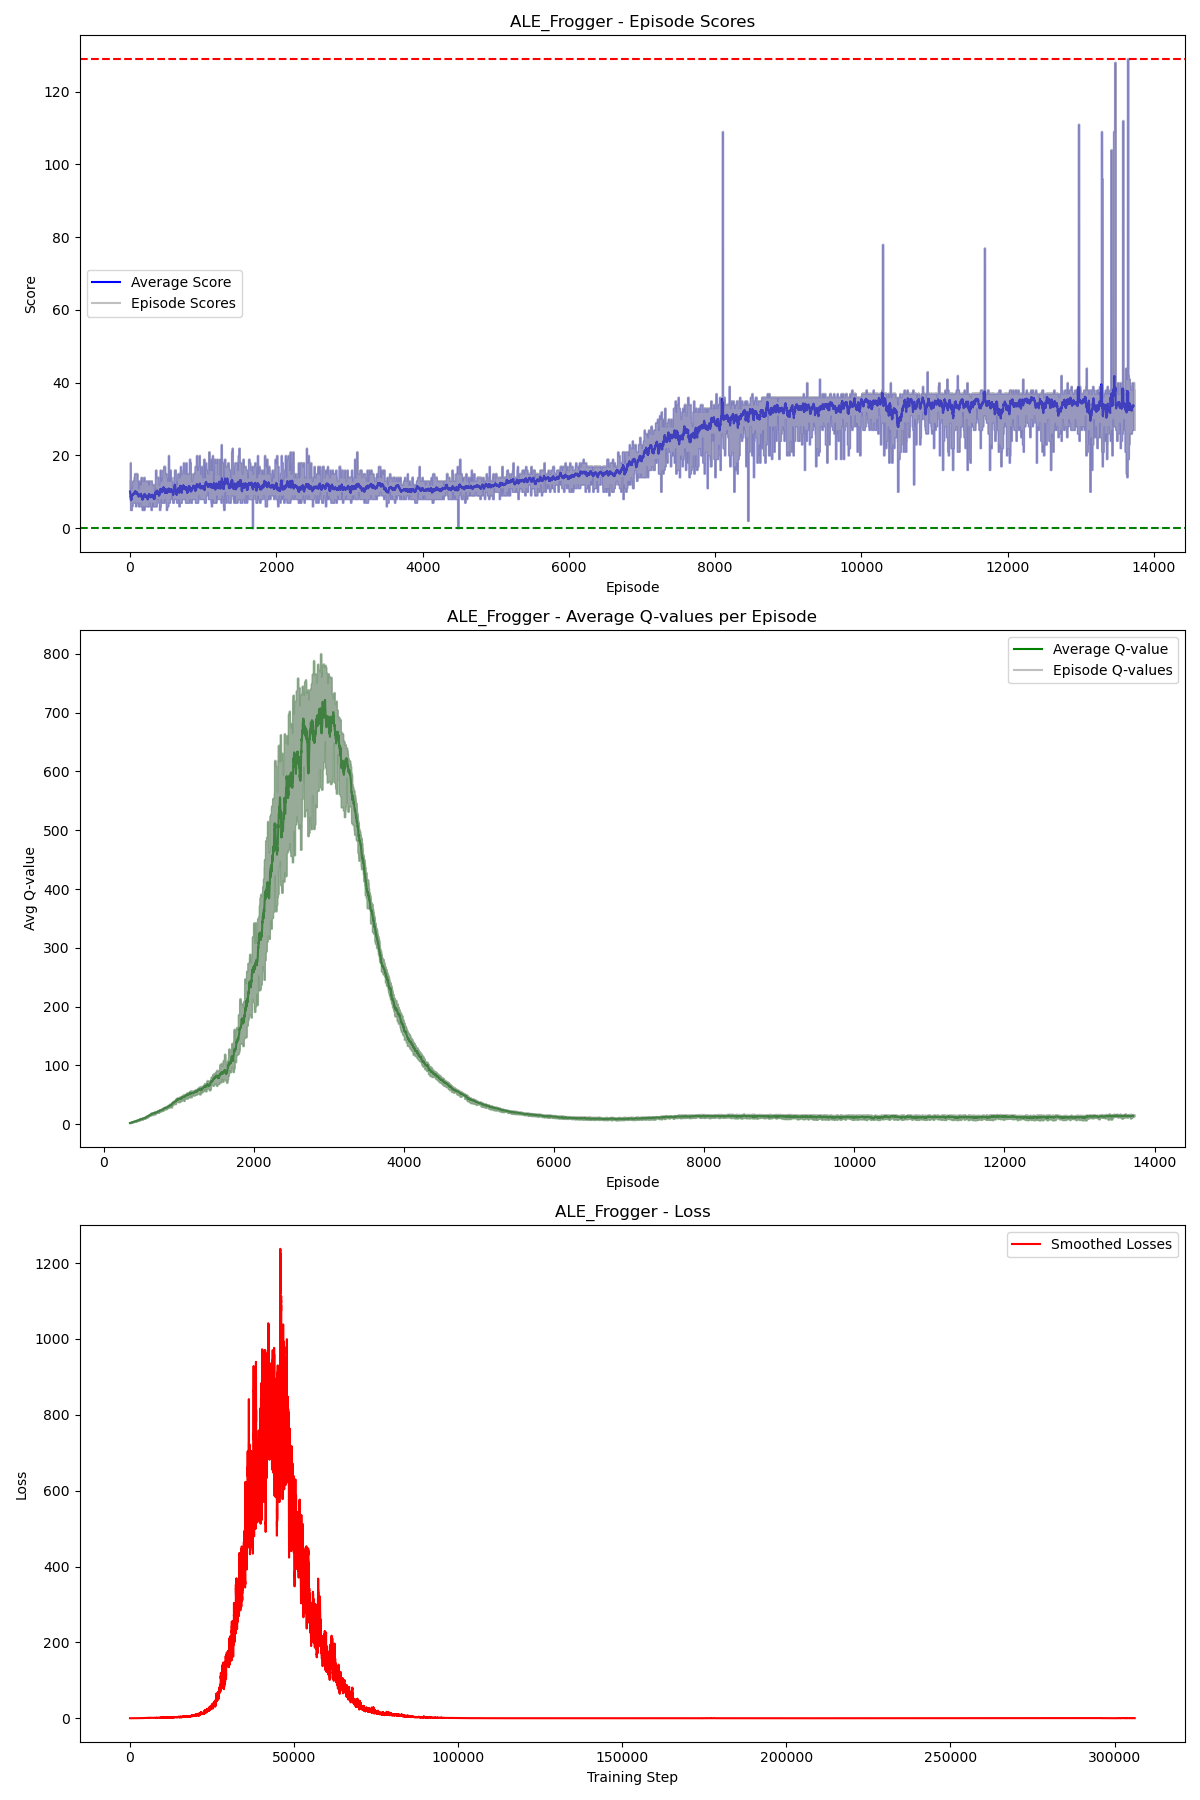 ALE_Frogger - Episode Scores
120
100
80
60
40
20
0
Score
Average Score
Episode Scores
0 2000 4000 6000 8000 10000 12000 14000
Episode
ALE_Frogger - Average Q-values per Episode
800
700
600
500
400
300
200
100
0
Avg Q-value
Average Q-value
Episode Q-values
0 2000 4000 6000 8000 10000 12000 14000
Episode
ALE_Frogger - Loss
1200
1000
800
600
400
200
0
Loss
Smoothed Losses
0 50000 100000 150000 200000 250000 300000
Training Step